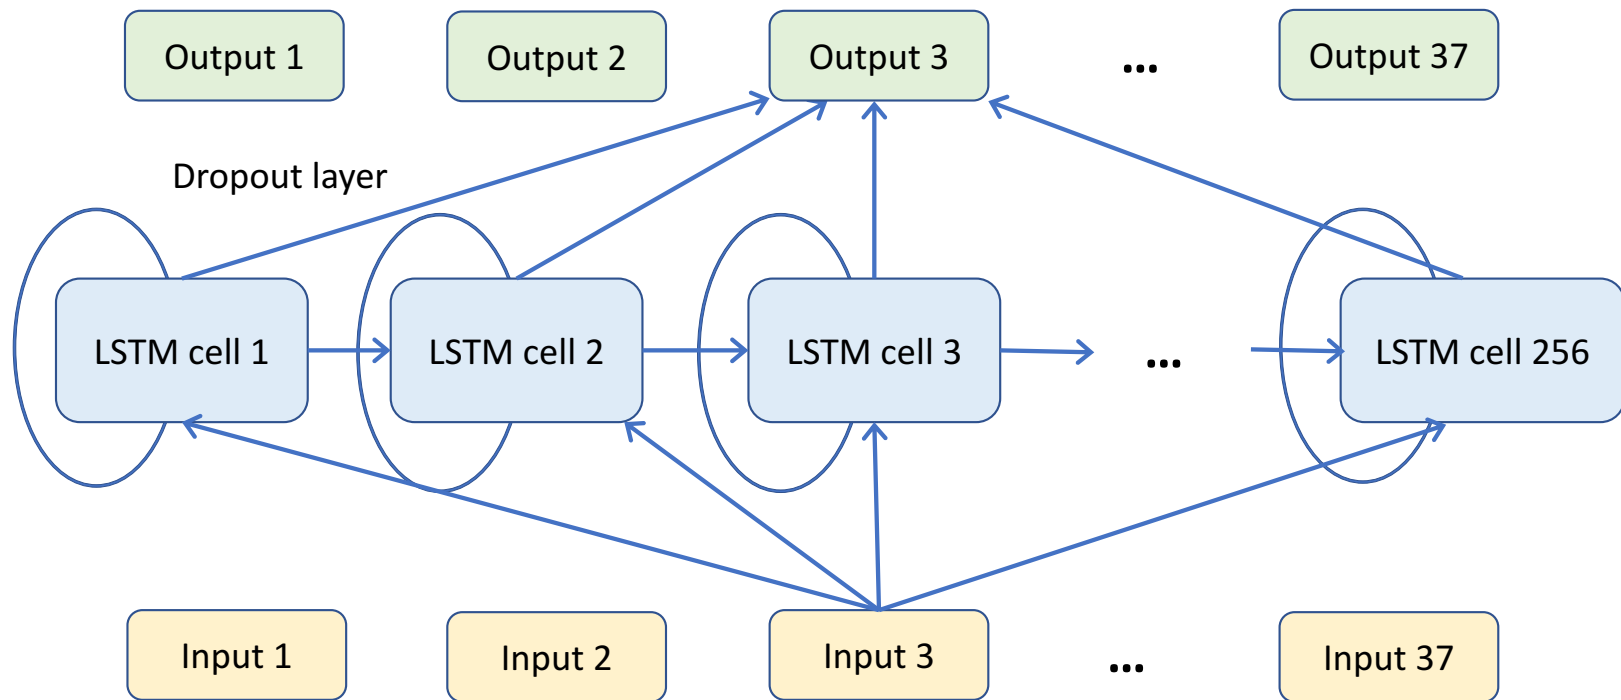 Output 1
Output 2
Output 3
...
Output 37
Dropout layer
LSTM cell 1
LSTM cell 2
LSTM cell 3
...
LSTM cell 256
Input 1
Input 2
Input 3
...
Input 37